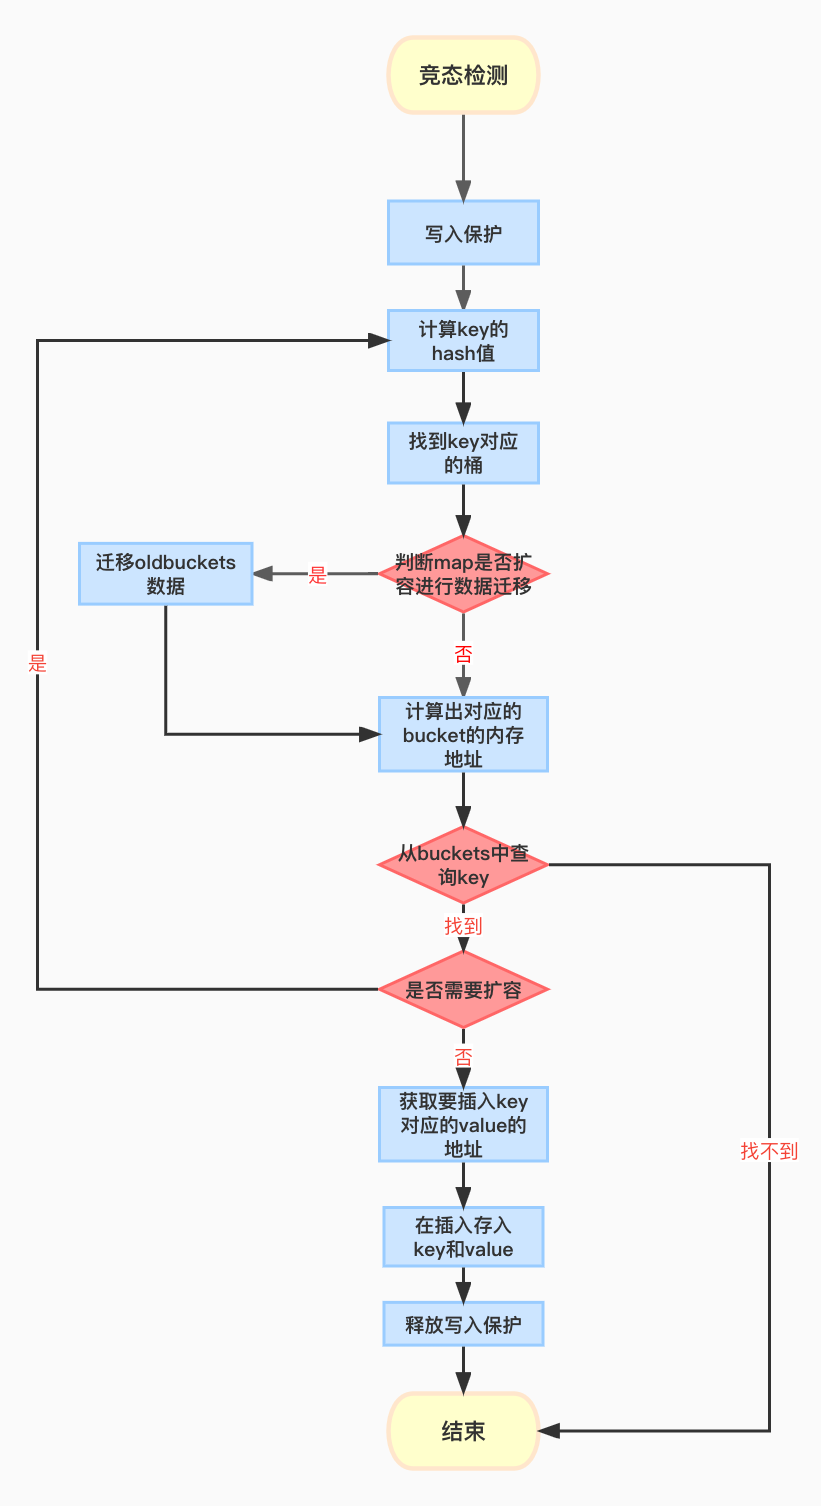 竞态检测
写入保护
计算key的
hash值
找到key对应
的桶
判断map是否扩
容进行数据迁移
是
迁移oldbuckets
数据
否
是
计算出对应的
bucket的内存
地址
从buckets中查
询key
找到
是否需要扩容
否
获取要插入key
对应的value的
地址
找不到
在插入存入
key和value
释放写入保护
结束